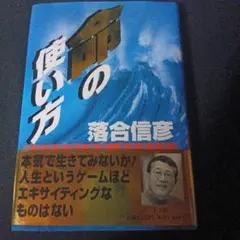 命の
使い方
落合信彦
本気で生きてみないか!
人生というゲームほど
エキサイティングな
ものはない